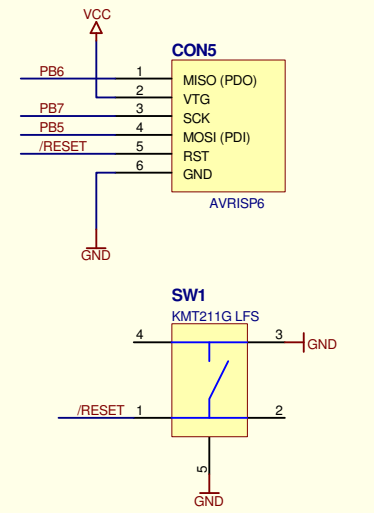 VCC
CON5
PB6 1 MISO (PDO)
2 VTG
PB7 3 SCK
PB5 4 MOSI (PDI)
/RESET 5 RST
6 GND
AVRISP6
GND
SW1
KMT211G LFS
4 3 GND
/RESET 1 2
5
GND